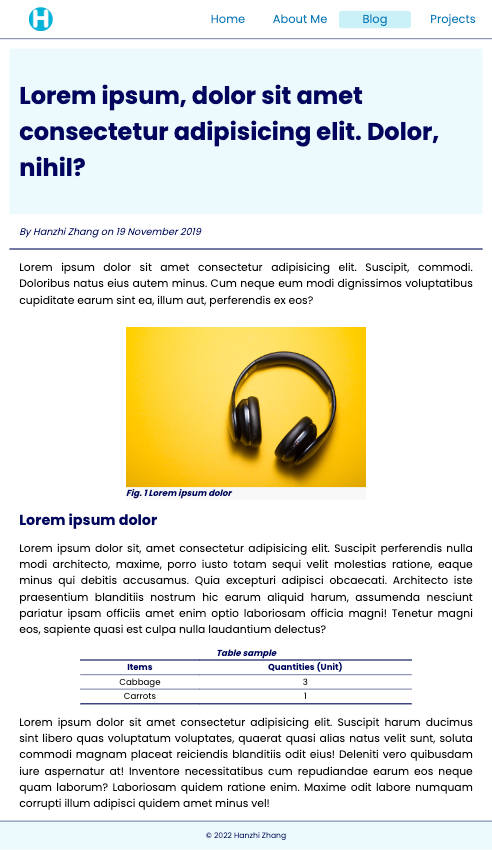 H
Home About Me Blog Projects
Lorem ipsum, dolor sit amet
consectetur adipisicing elit. Dolor,
nihil?
By Hanzhi Zhang on 19 November 2019
Lorem ipsum dolor sit amet consectetur adipisicing elit. Suscipit, commodi.
Doloribus natus eius autem minus. Cum neque eum modi dignissimos voluptatibus
cupiditate earum sint ea, illum aut, perferendis ex eos?
Fig. 1 Lorem ipsum dolor
Lorem ipsum dolor
Lorem ipsum dolor sit, amet consectetur adipisicing elit. Suscipit perferendis nulla
modi architecto, maxime, porro iusto totam sequi velit molestias ratione, eaque
minus qui debitis accusamus. Quia excepturi adipisci obcaecati. Architecto iste
praesentium blanditiis nostrum hic earum aliquid harum, assumenda nesciunt
pariatur ipsam officiis amet enim optio laboriosam officia magni! Tenetur magni
eos, sapiente quasi est culpa nulla laudantium delectus?
Table sample
Items Quantities (Unit)
Cabbage 3
Carrots 1
Lorem ipsum dolor sit amet consectetur adipisicing elit. Suscipit harum ducimus
sint libero quas voluptatum voluptates, quaerat quasi alias natus velit sunt, soluta
commodi magnam placeat reiciendis blanditiis odit eius! Deleniti vero quibusdam
iure aspernatur at! Inventore necessitatibus cum repudiandae earum eos neque
quam laborum? Laboriosam quidem ratione enim. Maxime odit labore numquam
corrupti illum adipisci quidem amet minus vel!
© 2022 Hanzhi Zhang